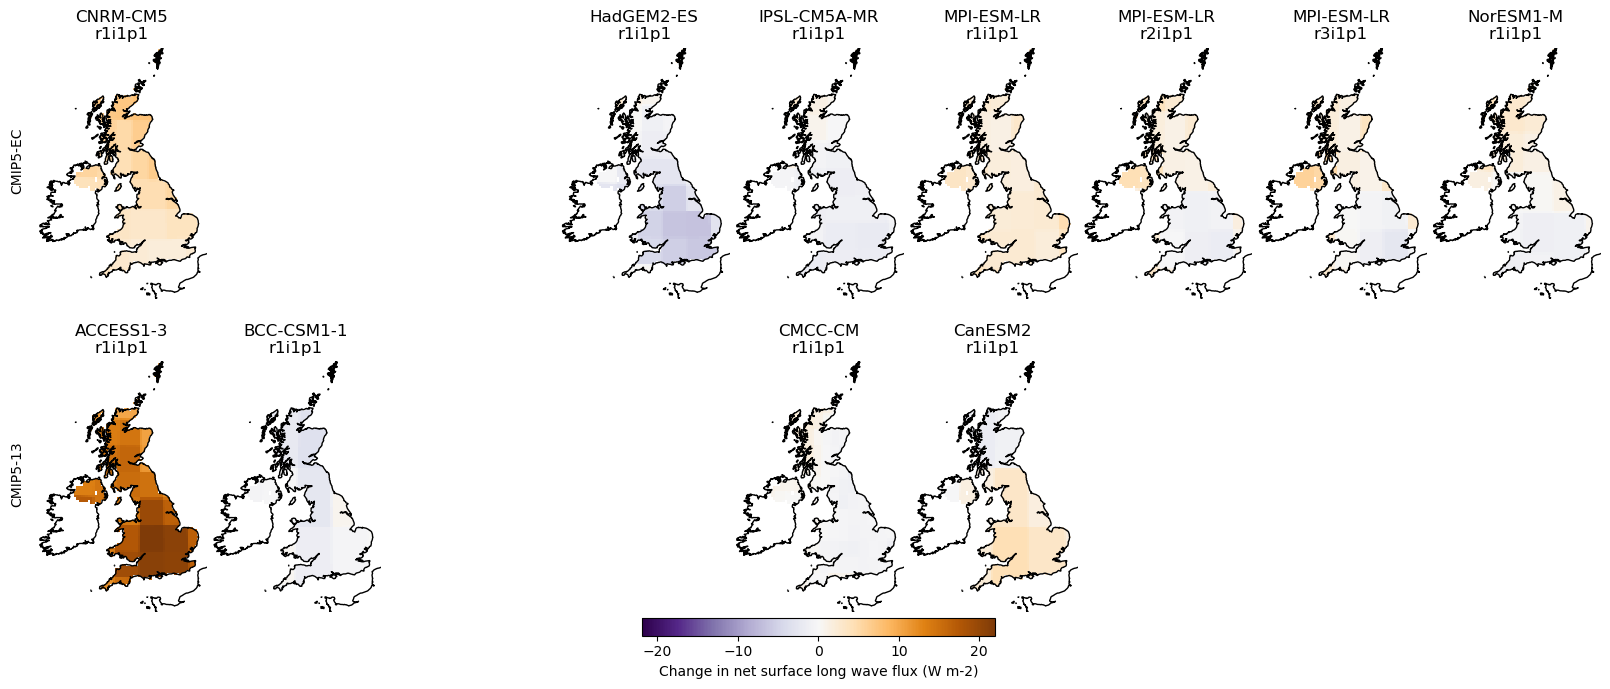 CNRM-CM5
r1i1p1
HadGEM2-ES
r1i1p1
IPSL-CM5A-MR
r1i1p1
MPI-ESM-LR
r1i1p1
MPI-ESM-LR
r2i1p1
MPI-ESM-LR
r3i1p1
NorESM1-M
r1i1p1
CMIP5-EC
ACCESS1-3
r1i1p1
BCC-CSM1-1
r1i1p1
CMCC-CM
r1i1p1
CanESM2
r1i1p1
CMIP5-13
−20 −10 0 10 20
Change in net surface long wave flux (W m-2)